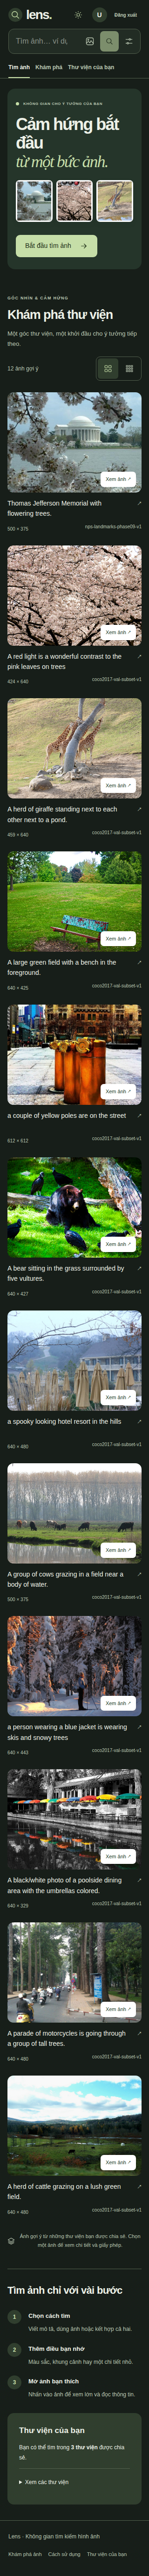 lens.
U
Đăng xuất
Tìm ảnh… ví dụ,
Tìm ảnh
Khám phá
Thư viện của bạn
KHÔNG GIAN CHO Ý TƯỞNG CỦA BẠN
Cảm hứng bắt
đầu
từ một bức ảnh.
Bắt đầu tìm ảnh →
GÓC NHÌN & CẢM HỨNG
Khám phá thư viện
Một góc thư viện, một khởi đầu cho ý tưởng tiếp
theo.
12 ảnh gợi ý
Xem ảnh ↗
Thomas Jefferson Memorial with
flowering trees.
↗
500 × 375
nps-landmarks-phase09-v1
Xem ảnh ↗
A red light is a wonderful contrast to the
pink leaves on trees
↗
424 × 640
coco2017-val-subset-v1
Xem ảnh ↗
A herd of giraffe standing next to each
other next to a pond.
↗
459 × 640
coco2017-val-subset-v1
Xem ảnh ↗
A large green field with a bench in the
foreground.
↗
640 × 425
coco2017-val-subset-v1
Xem ảnh ↗
a couple of yellow poles are on the street
↗
612 × 612
coco2017-val-subset-v1
Xem ảnh ↗
A bear sitting in the grass surrounded by
five vultures.
↗
640 × 427
coco2017-val-subset-v1
Xem ảnh ↗
a spooky looking hotel resort in the hills
↗
640 × 480
coco2017-val-subset-v1
Xem ảnh ↗
A group of cows grazing in a field near a
body of water.
↗
500 × 375
coco2017-val-subset-v1
Xem ảnh ↗
a person wearing a blue jacket is wearing
skis and snowy trees
↗
640 × 443
coco2017-val-subset-v1
Xem ảnh ↗
A black/white photo of a poolside dining
area with the umbrellas colored.
↗
640 × 329
coco2017-val-subset-v1
Xem ảnh ↗
A parade of motorcycles is going through
a group of tall trees.
↗
640 × 480
coco2017-val-subset-v1
Xem ảnh ↗
A herd of cattle grazing on a lush green
field.
↗
640 × 480
coco2017-val-subset-v1
Ảnh gợi ý từ những thư viện bạn được chia sẻ. Chọn
một ảnh để xem chi tiết và giấy phép.
Tìm ảnh chỉ với vài bước
1
Chọn cách tìm
Viết mô tả, dùng ảnh hoặc kết hợp cả hai.
2
Thêm điều bạn nhớ
Màu sắc, khung cảnh hay một chi tiết nhỏ.
3
Mở ảnh bạn thích
Nhấn vào ảnh để xem lớn và đọc thông tin.
Thư viện của bạn
Bạn có thể tìm trong 3 thư viện được chia
sẻ.
▶ Xem các thư viện
Lens · Không gian tìm kiếm hình ảnh
Khám phá ảnh
Cách sử dụng
Thư viện của bạn